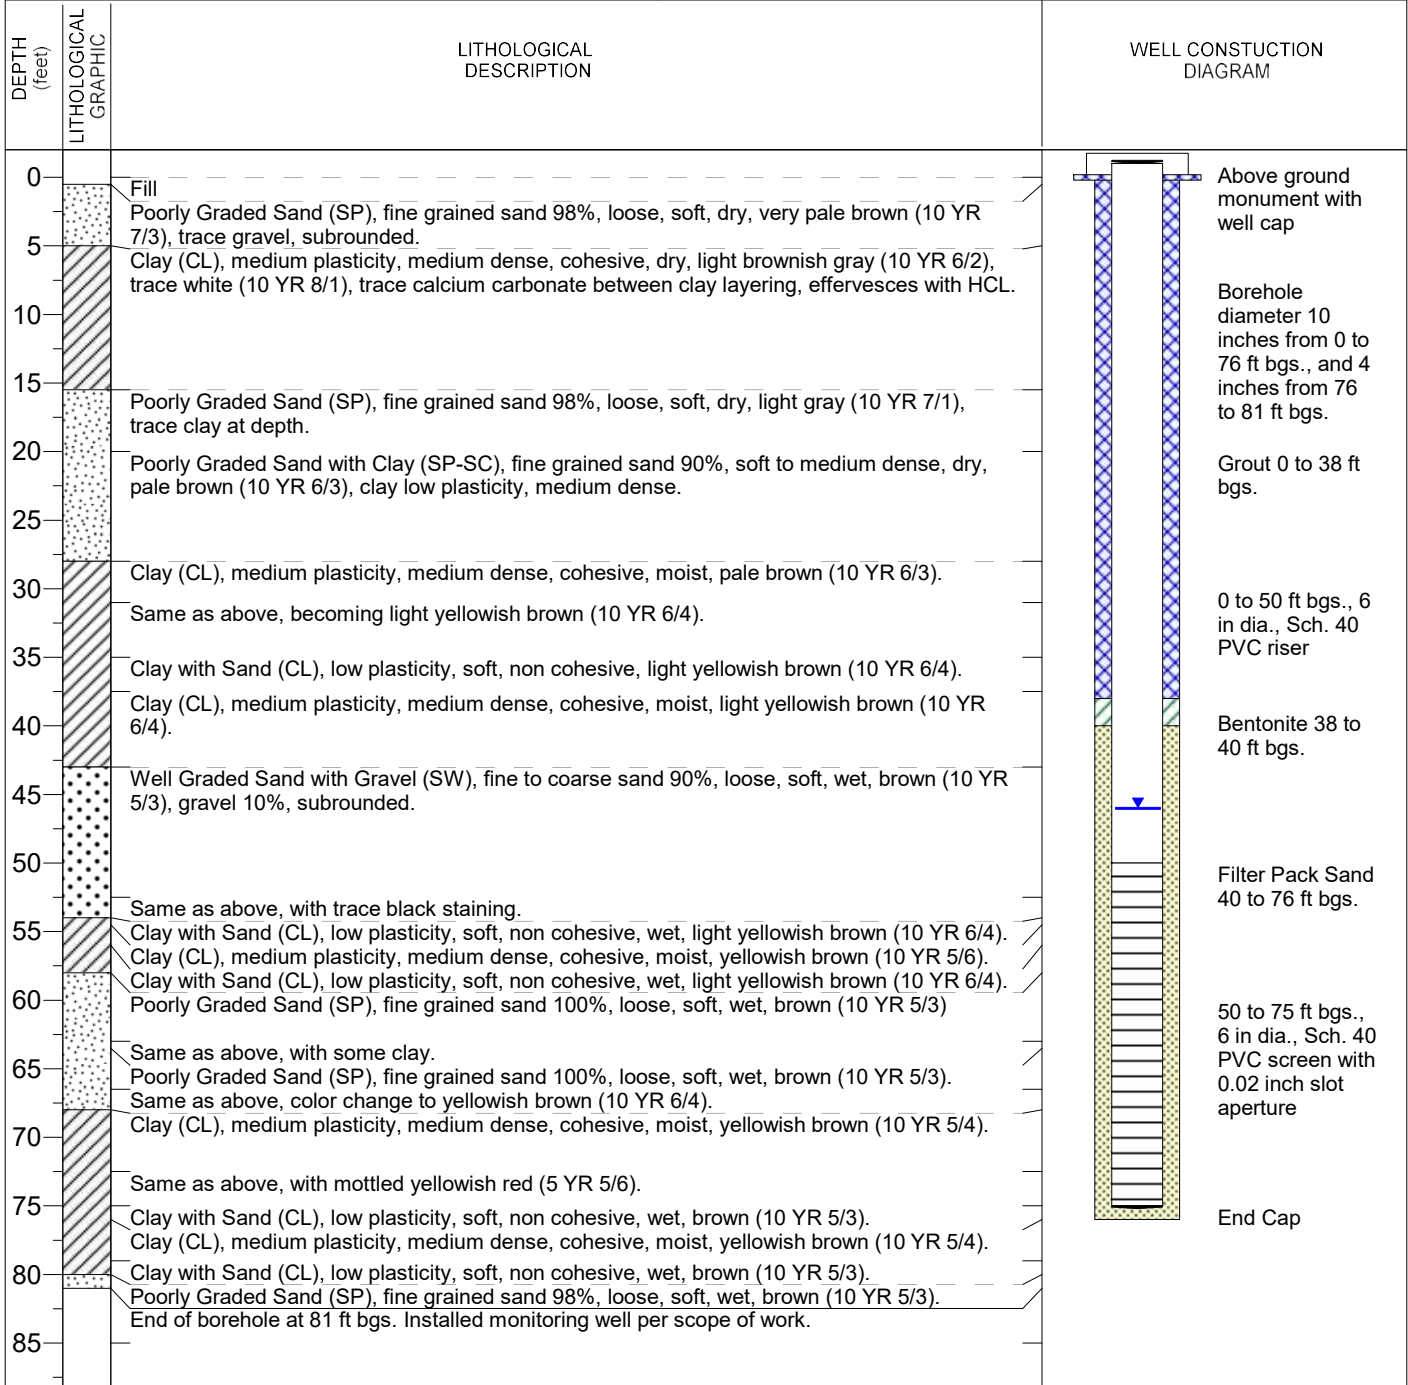 DEPTH
(feet)
LITHOLOGICAL
GRAPHIC
LITHOLOGICAL
DESCRIPTION
WELL CONSTUCTION
DIAGRAM
0
5
10
15
20
25
30
35
40
45
50
55
60
65
70
75
80
85
Fill
Poorly Graded Sand (SP), fine grained sand 98%, loose, soft, dry, very pale brown (10 YR
7/3), trace gravel, subrounded.
Clay (CL), medium plasticity, medium dense, cohesive, dry, light brownish gray (10 YR 6/2),
trace white (10 YR 8/1), trace calcium carbonate between clay layering, effervesces with HCL.
Poorly Graded Sand (SP), fine grained sand 98%, loose, soft, dry, light gray (10 YR 7/1),
trace clay at depth.
Poorly Graded Sand with Clay (SP-SC), fine grained sand 90%, soft to medium dense, dry,
pale brown (10 YR 6/3), clay low plasticity, medium dense.
Clay (CL), medium plasticity, medium dense, cohesive, moist, pale brown (10 YR 6/3).
Same as above, becoming light yellowish brown (10 YR 6/4).
Clay with Sand (CL), low plasticity, soft, non cohesive, light yellowish brown (10 YR 6/4).
Clay (CL), medium plasticity, medium dense, cohesive, moist, light yellowish brown (10 YR
6/4).
Well Graded Sand with Gravel (SW), fine to coarse sand 90%, loose, soft, wet, brown (10 YR
5/3), gravel 10%, subrounded.
Same as above, with trace black staining.
Clay with Sand (CL), low plasticity, soft, non cohesive, wet, light yellowish brown (10 YR 6/4).
Clay (CL), medium plasticity, medium dense, cohesive, moist, yellowish brown (10 YR 5/6).
Clay with Sand (CL), low plasticity, soft, non cohesive, wet, light yellowish brown (10 YR 6/4).
Poorly Graded Sand (SP), fine grained sand 100%, loose, soft, wet, brown (10 YR 5/3)
Same as above, with some clay.
Poorly Graded Sand (SP), fine grained sand 100%, loose, soft, wet, brown (10 YR 5/3).
Same as above, color change to yellowish brown (10 YR 6/4).
Clay (CL), medium plasticity, medium dense, cohesive, moist, yellowish brown (10 YR 5/4).
Same as above, with mottled yellowish red (5 YR 5/6).
Clay with Sand (CL), low plasticity, soft, non cohesive, wet, brown (10 YR 5/3).
Clay (CL), medium plasticity, medium dense, cohesive, moist, yellowish brown (10 YR 5/4).
Clay with Sand (CL), low plasticity, soft, non cohesive, wet, brown (10 YR 5/3).
Poorly Graded Sand (SP), fine grained sand 98%, loose, soft, wet, brown (10 YR 5/3).
End of borehole at 81 ft bgs. Installed monitoring well per scope of work.
Above ground
monument with
well cap
Borehole
diameter 10
inches from 0 to
76 ft bgs., and 4
inches from 76
to 81 ft bgs.
Grout 0 to 38 ft
bgs.
0 to 50 ft bgs., 6
in dia., Sch. 40
PVC riser
Bentonite 38 to
40 ft bgs.
Filter Pack Sand
40 to 76 ft bgs.
50 to 75 ft bgs.,
6 in dia., Sch. 40
PVC screen with
0.02 inch slot
aperture
End Cap